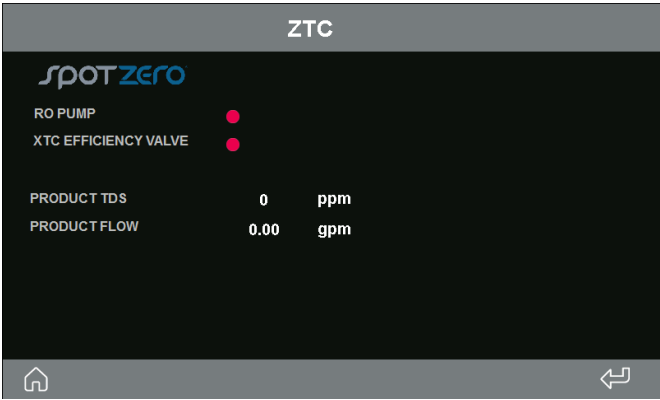 ZTC
SPOTZERO
RO PUMP
XTC EFFICIENCY VALVE
PRODUCT TDS 0 ppm
PRODUCT FLOW 0.00 gpm